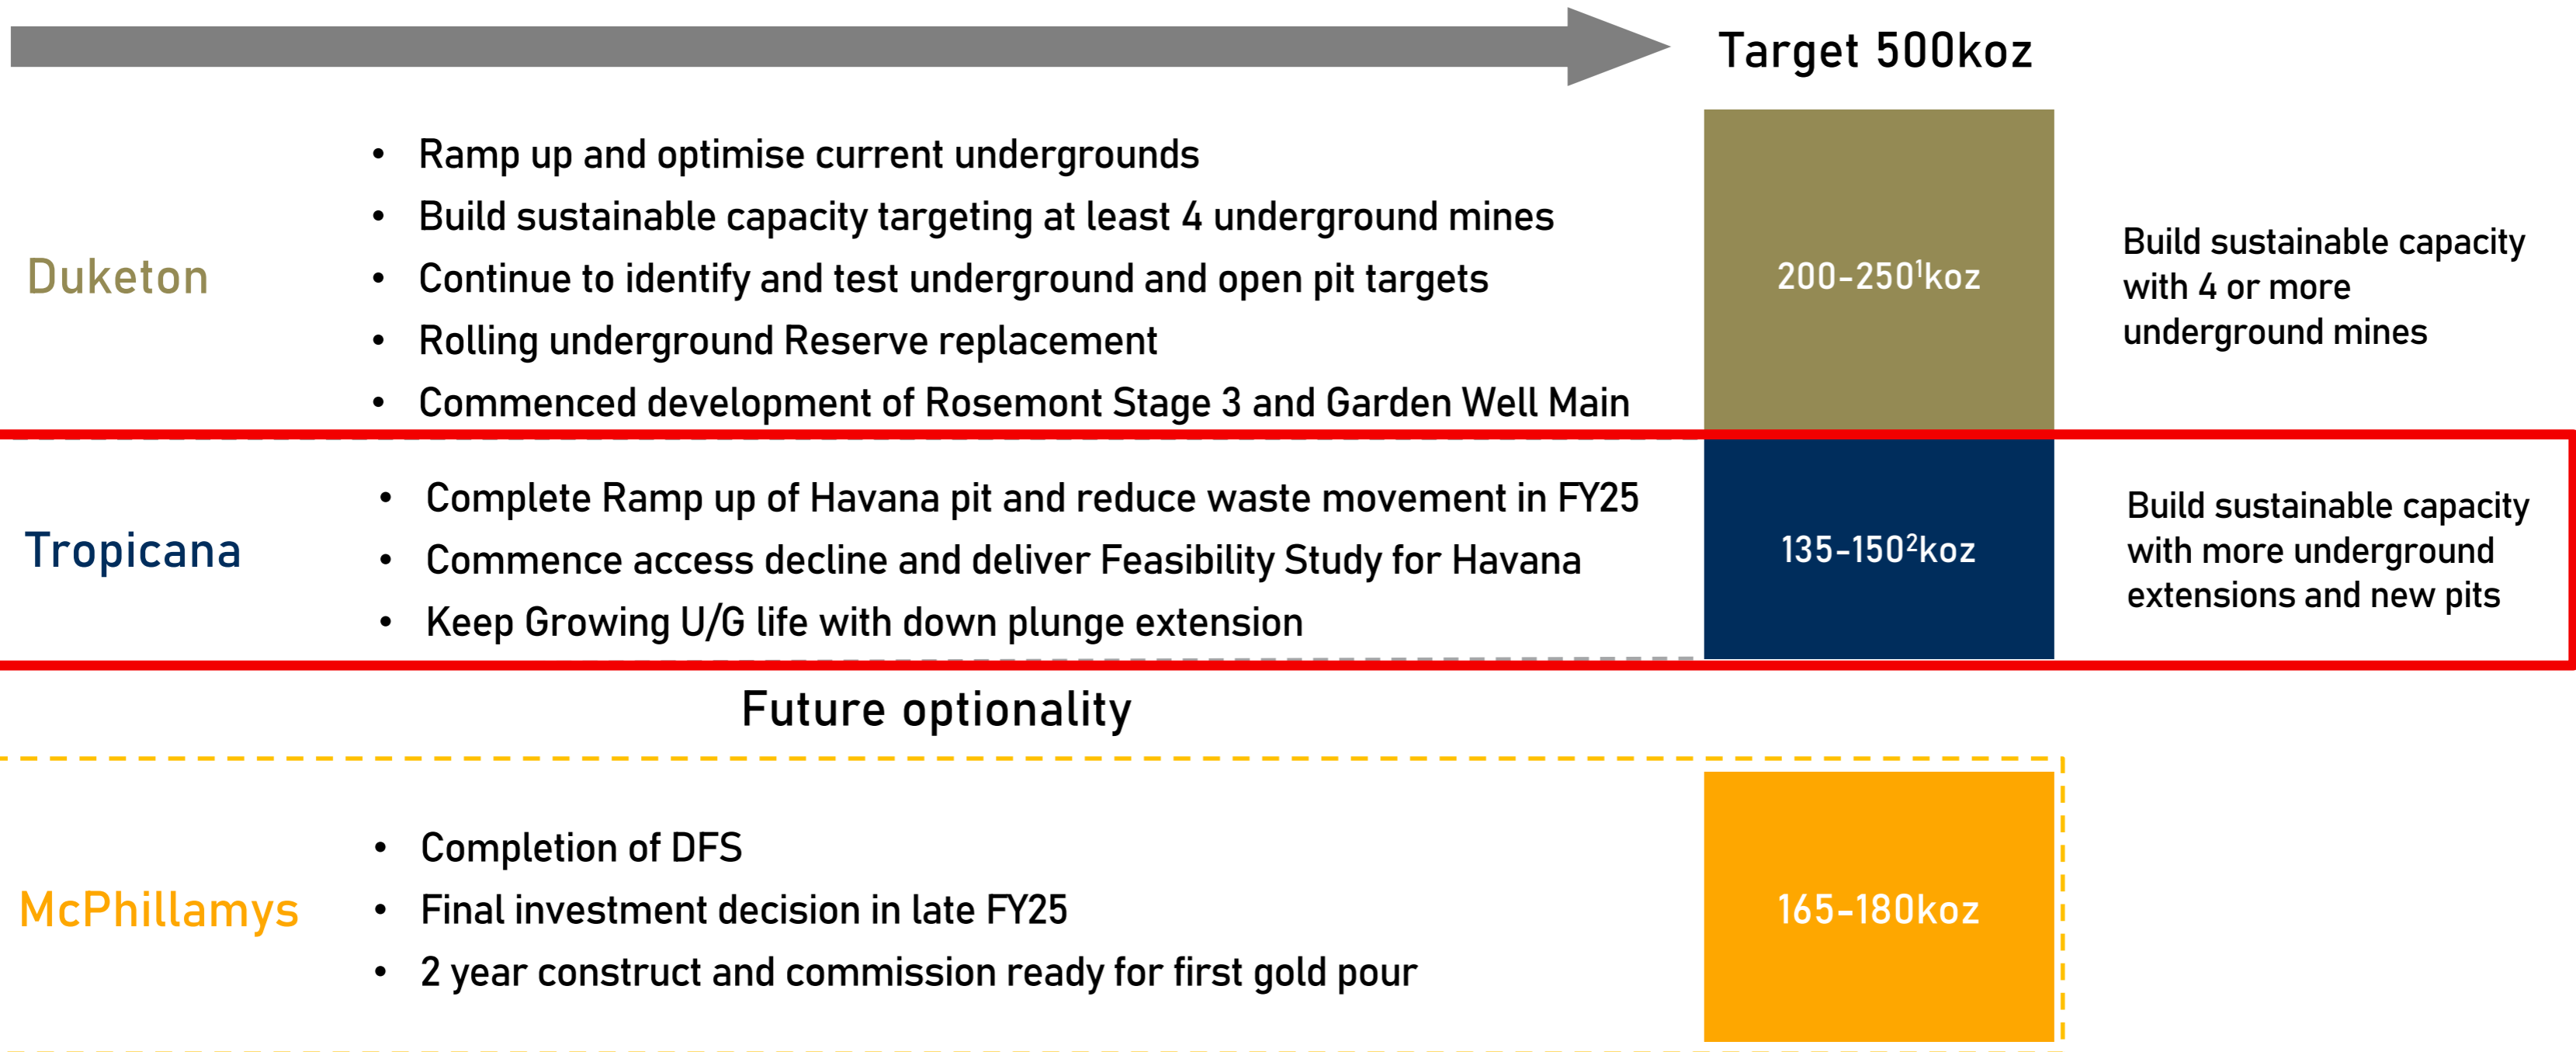 Target 500koz
Duketon
• Ramp up and optimise current undergrounds
• Build sustainable capacity targeting at least 4 underground mines
• Continue to identify and test underground and open pit targets
• Rolling underground Reserve replacement
• Commenced development of Rosemont Stage 3 and Garden Well Main
200-250¹koz
Build sustainable capacity
with 4 or more
underground mines
Tropicana
• Complete Ramp up of Havana pit and reduce waste movement in FY25
• Commence access decline and deliver Feasibility Study for Havana
• Keep Growing U/G life with down plunge extension
135-150²koz
Build sustainable capacity
with more underground
extensions and new pits
Future optionality
McPhillamys
• Completion of DFS
• Final investment decision in late FY25
• 2 year construct and commission ready for first gold pour
165-180koz